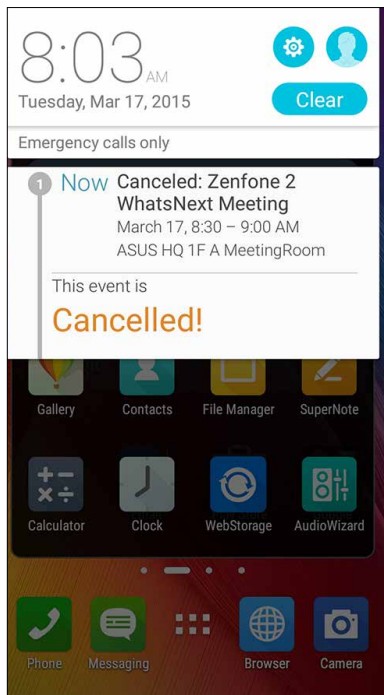 8:03 AM
Tuesday, Mar 17, 2015
Clear
Emergency calls only
1 Now Canceled: Zenfone 2
WhatsNext Meeting
March 17, 8:30 – 9:00 AM
ASUS HQ 1F A MeetingRoom
This event is
Cancelled!
Gallery Contacts File Manager SuperNote
Calculator Clock WebStorage AudioWizard
Phone Messaging Browser Camera